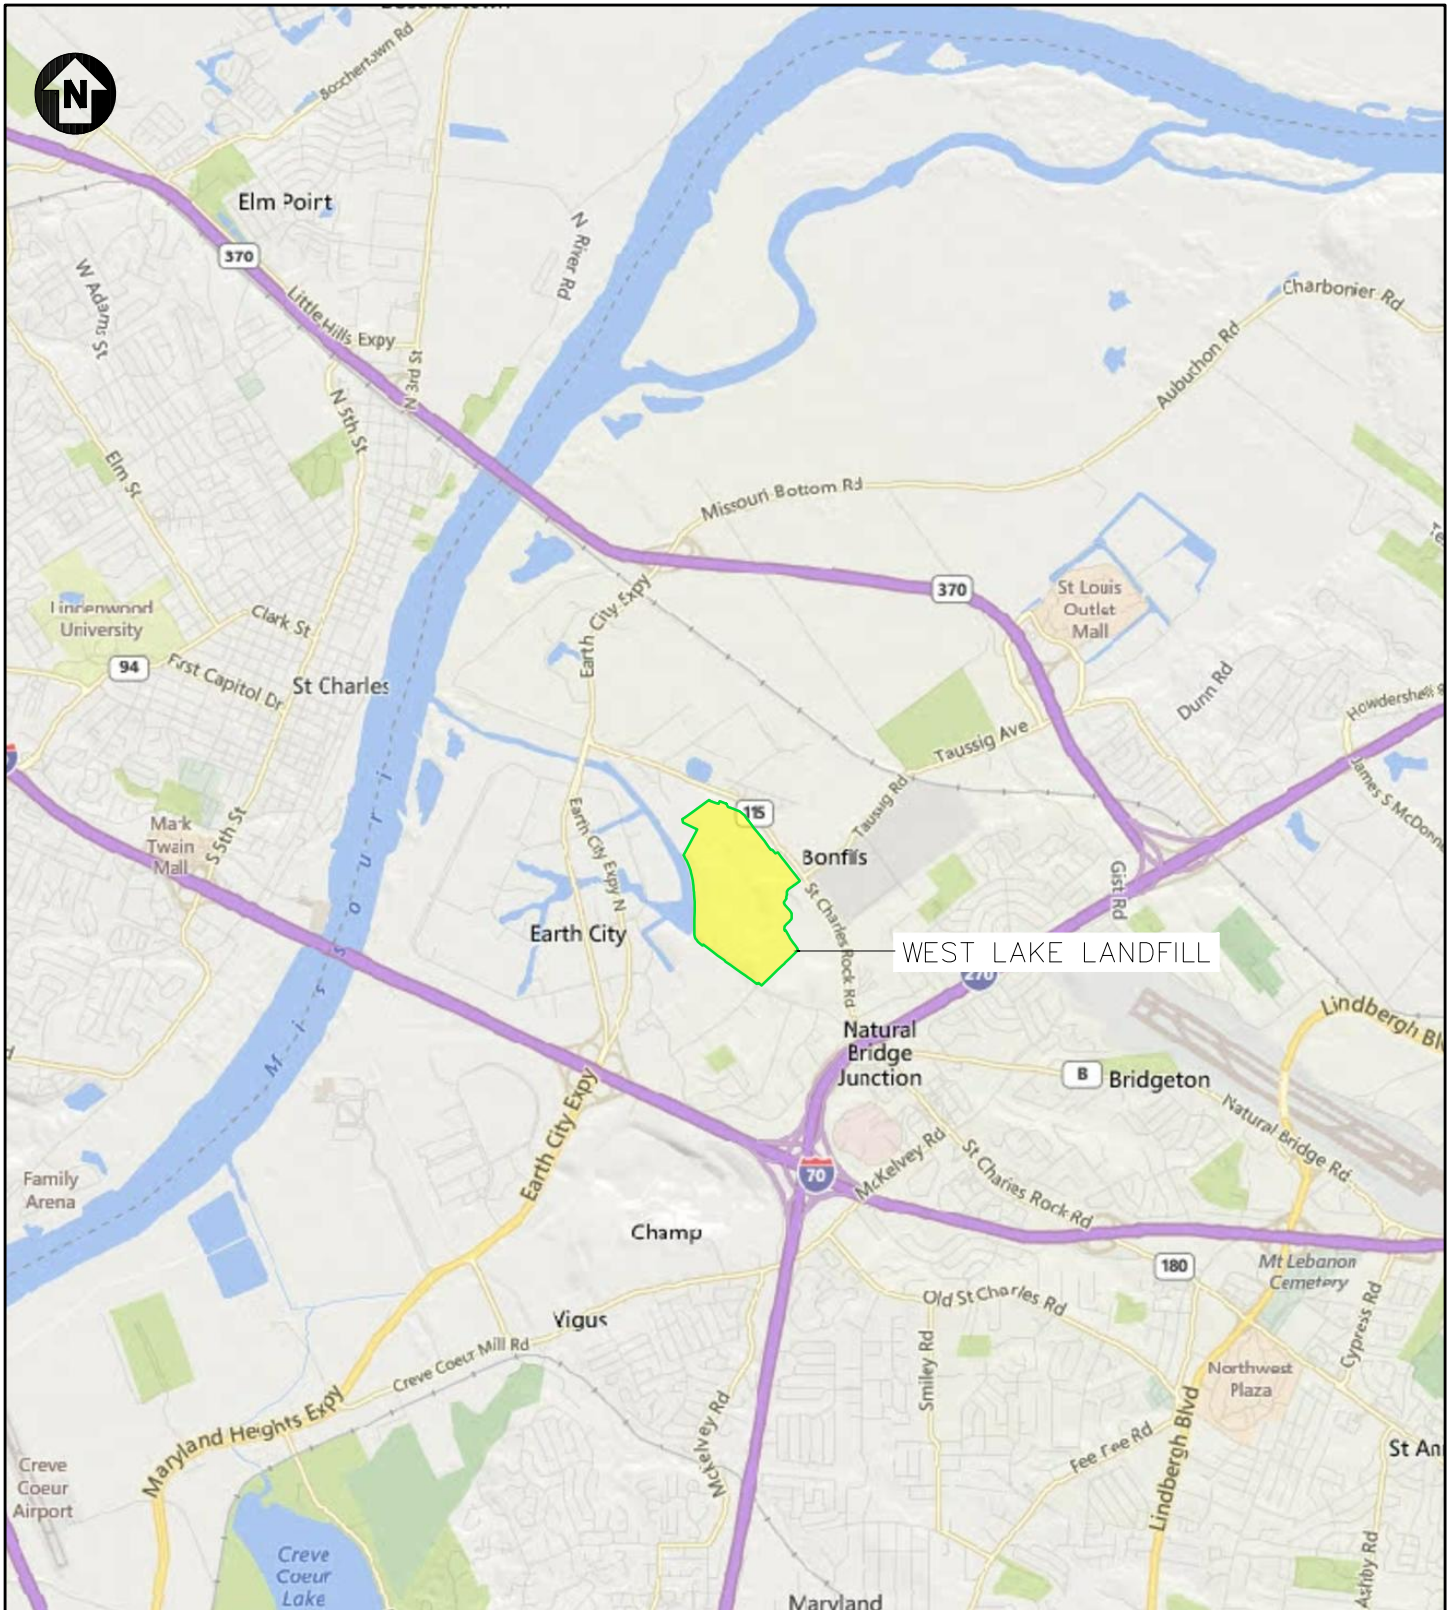 N
Boschertown Rd
Elm Point
370
N River Rd
W Adams St
Little Hills Expy
N 3rd St
N 5th St
Charbonier Rd
Aubuchon Rd
Elm St
Missouri Bottom Rd
370
St Louis
Outlet
Mall
Earth City Expy
Lindenwood
University
Clark St
94
First Capitol Dr
St Charles
Dunn Rd
Howdershell
Taussig Ave
Taussig Rd
James S McDonn
115
Mark
Twain
Mall
S 5th St
Earth City Expy N
Bonfils
Gist Rd
St Charles Rock Rd
Earth City
WEST LAKE LANDFILL
270
Missouri
Lindbergh Bl
Natural
Bridge
Junction
B
Bridgeton
Natural Bridge Rd
Earth City Expy
McKelvey Rd
St Charles Rock Rd
70
Family
Arena
Champ
180
Mt Lebanon
Cemetery
Old St Charles Rd
Cypress Rd
Vigus
Smiley Rd
Creve Coeur Mill Rd
Northwest
Plaza
Maryland Heights Expy
Mckelvey Rd
Lindbergh Blvd
Fee Fee Rd
St An
Creve
Coeur
Airport
Ashby Rd
Creve
Coeur
Lake
Maryland